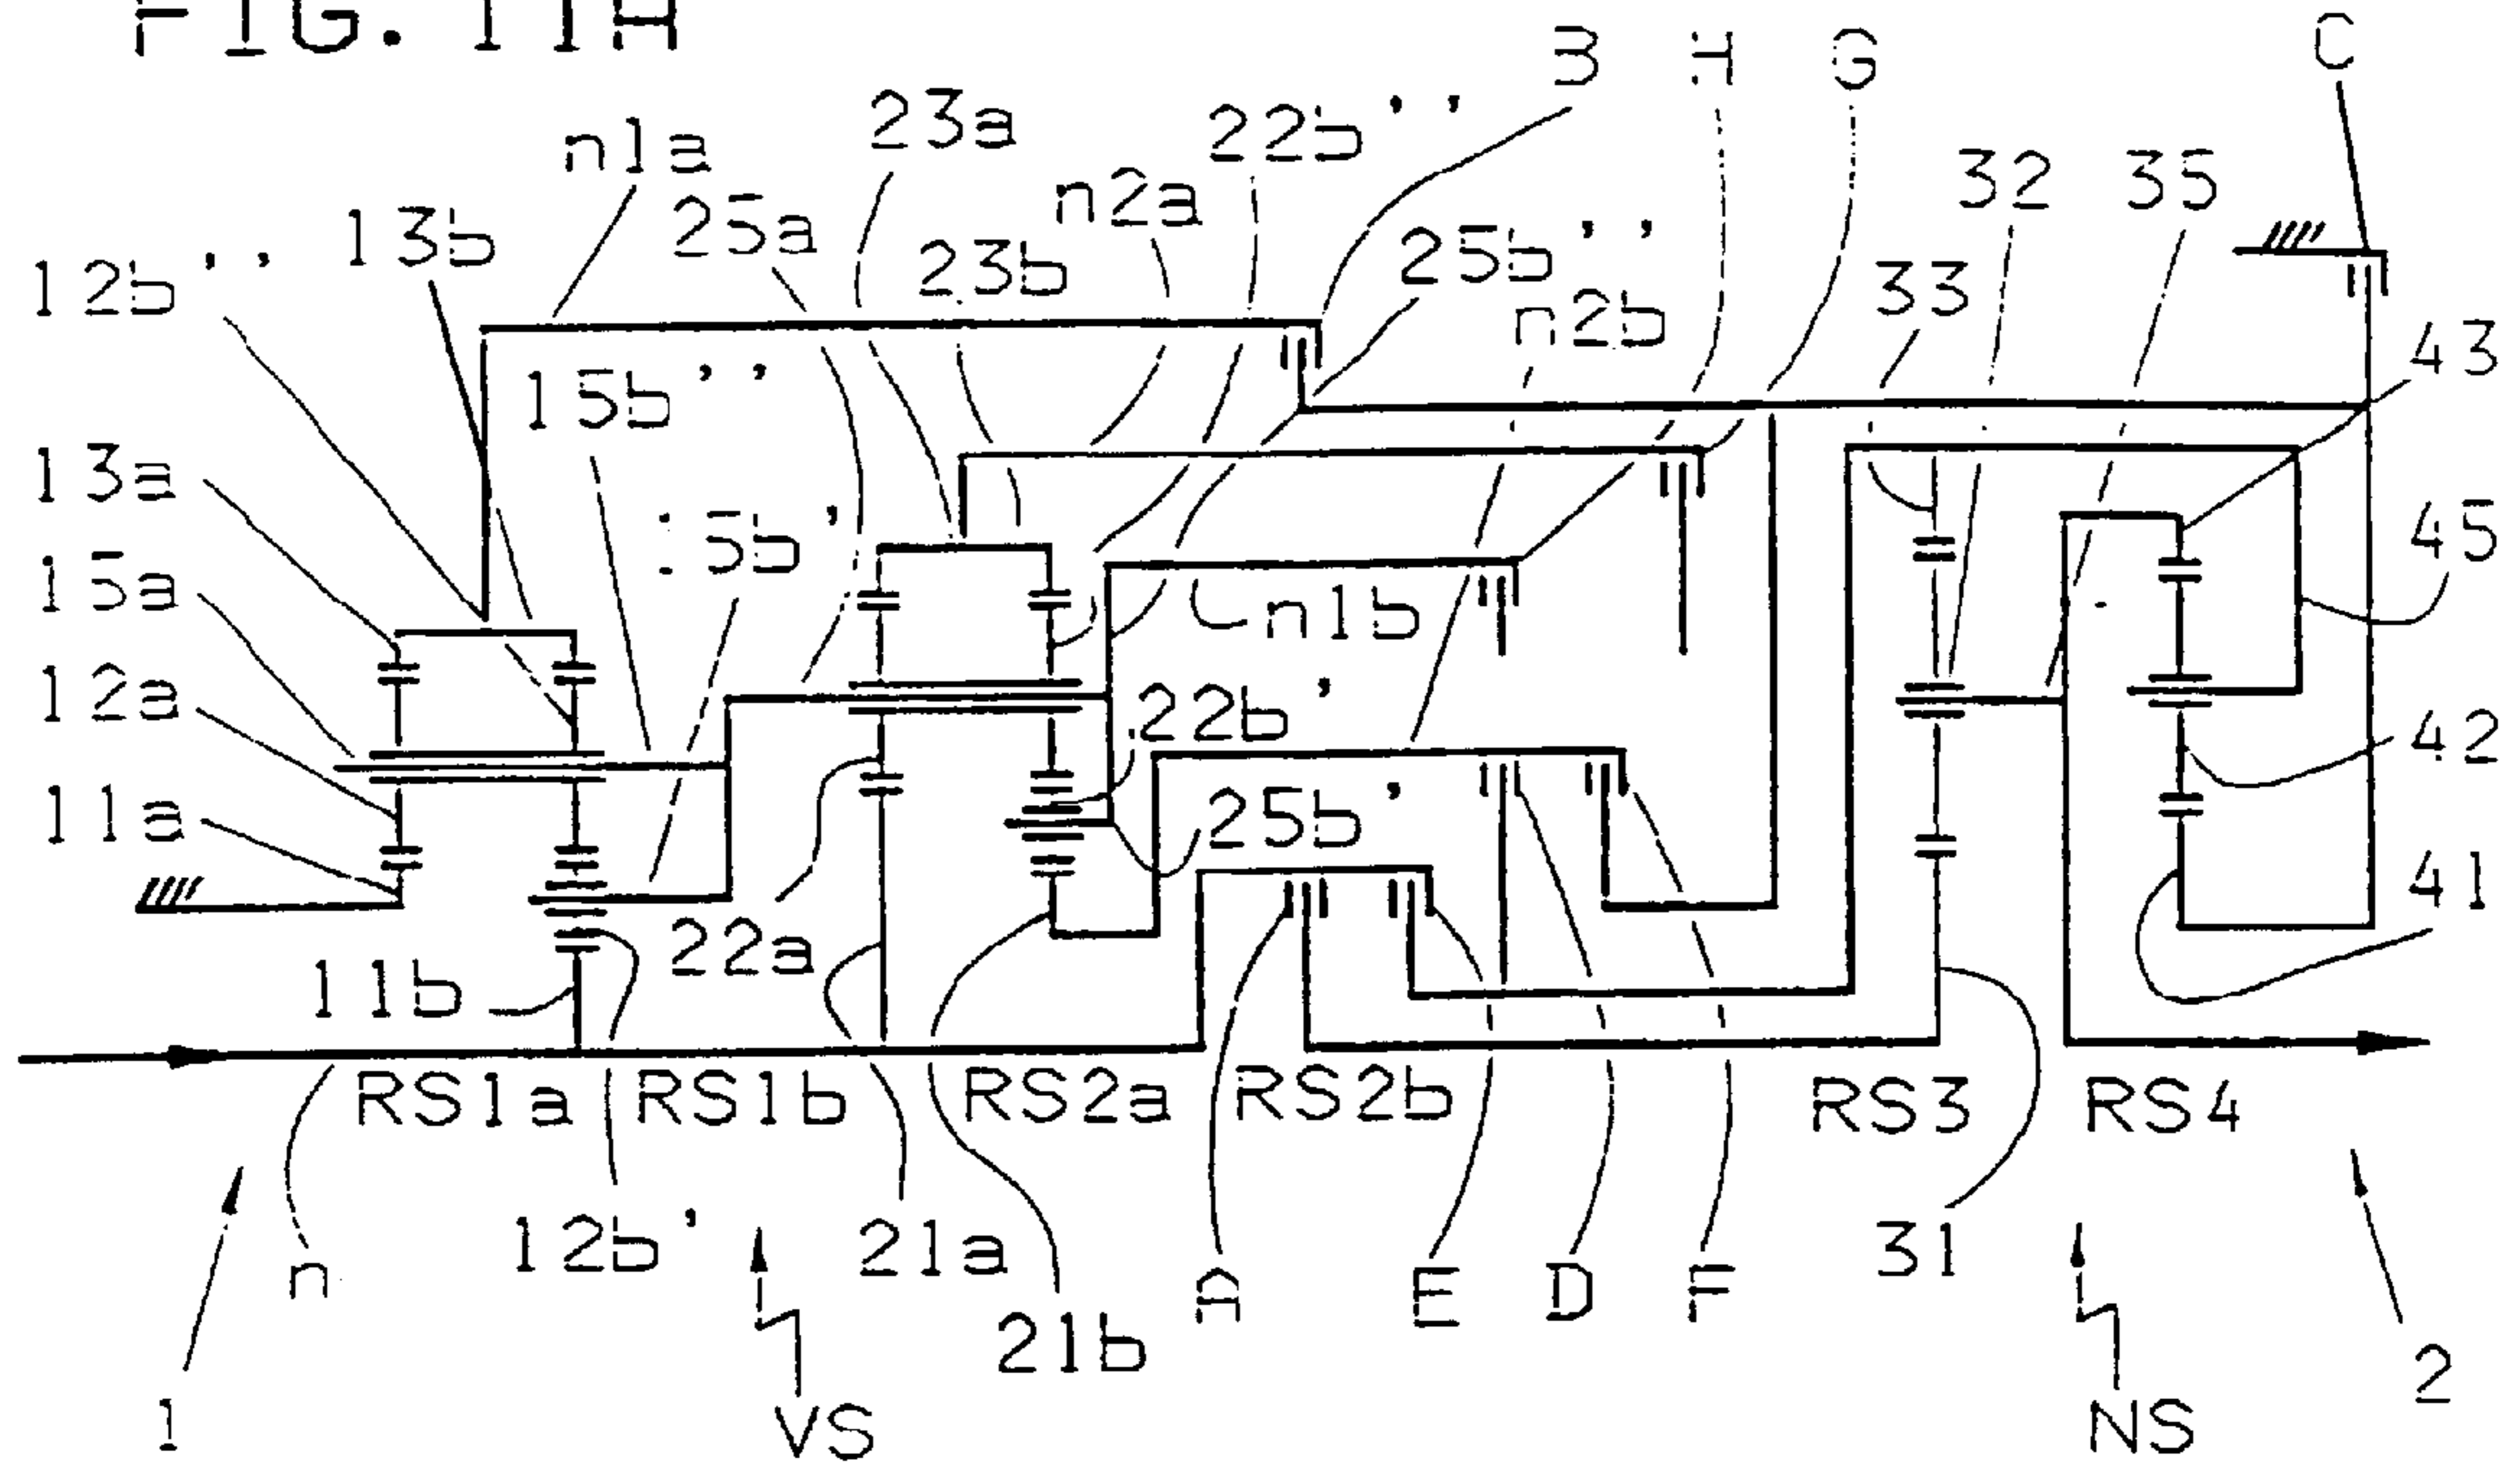 FIG. 11A
B H G C
23a 22b''
n1a
n2a 32 35
13b 25a
23b 25b''
12b'' 33
n2b
43
15b''
13a
15b' 45
15a
n1b
12a 22b' 42
11a 25b'
41
22a
11b
RS1a RS1b RS2a RS2b RS3 RS4
12b' 21a 31
n A E D F
21b
2
1 VS NS